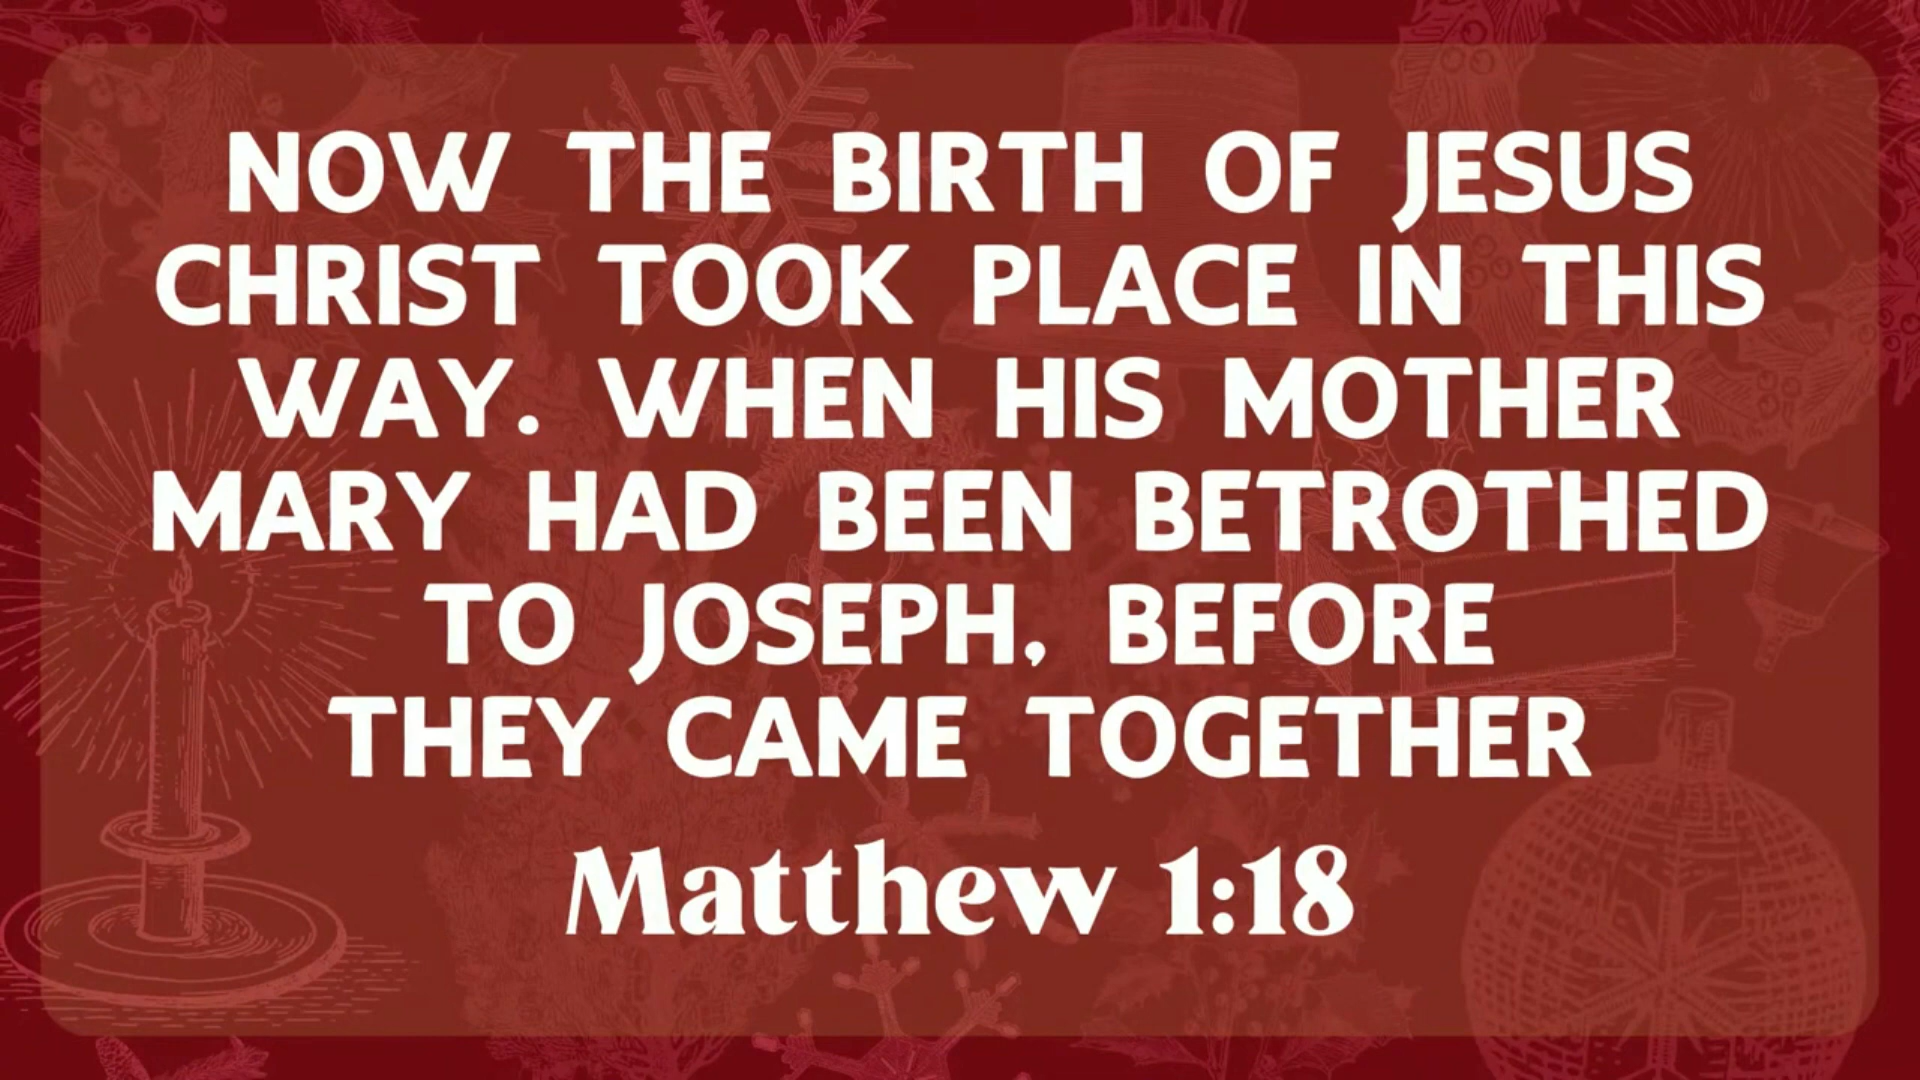 NOW THE BIRTH OF JESUS
CHRIST TOOK PLACE IN THIS
WAY. WHEN HIS MOTHER
MARY HAD BEEN BETROTHED
TO JOSEPH, BEFORE
THEY CAME TOGETHER
Matthew 1:18